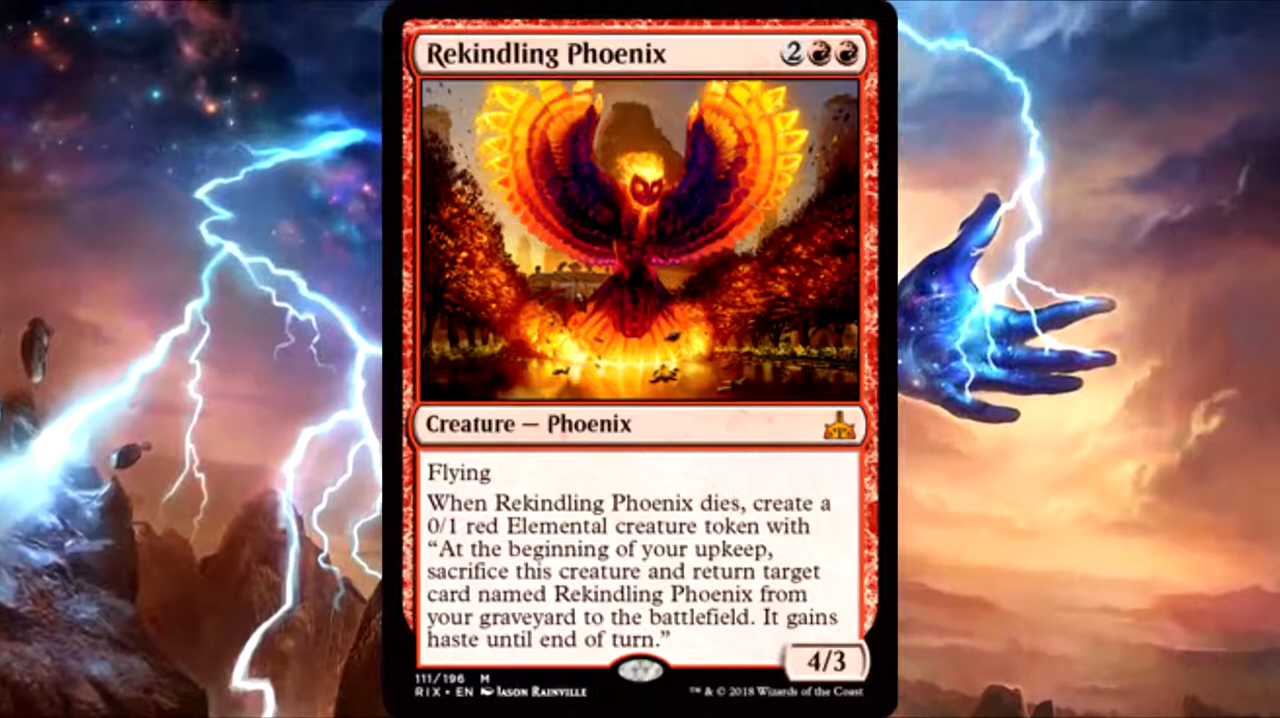 Rekindling Phoenix 2
Creature — Phoenix
Flying
When Rekindling Phoenix dies, create a
0/1 red Elemental creature token with
“At the beginning of your upkeep,
sacrifice this creature and return target
card named Rekindling Phoenix from
your graveyard to the battlefield. It gains
haste until end of turn.”
4/3
111/196 M
RIX • EN Jason Rainville
™ & © 2018 Wizards of the Coast